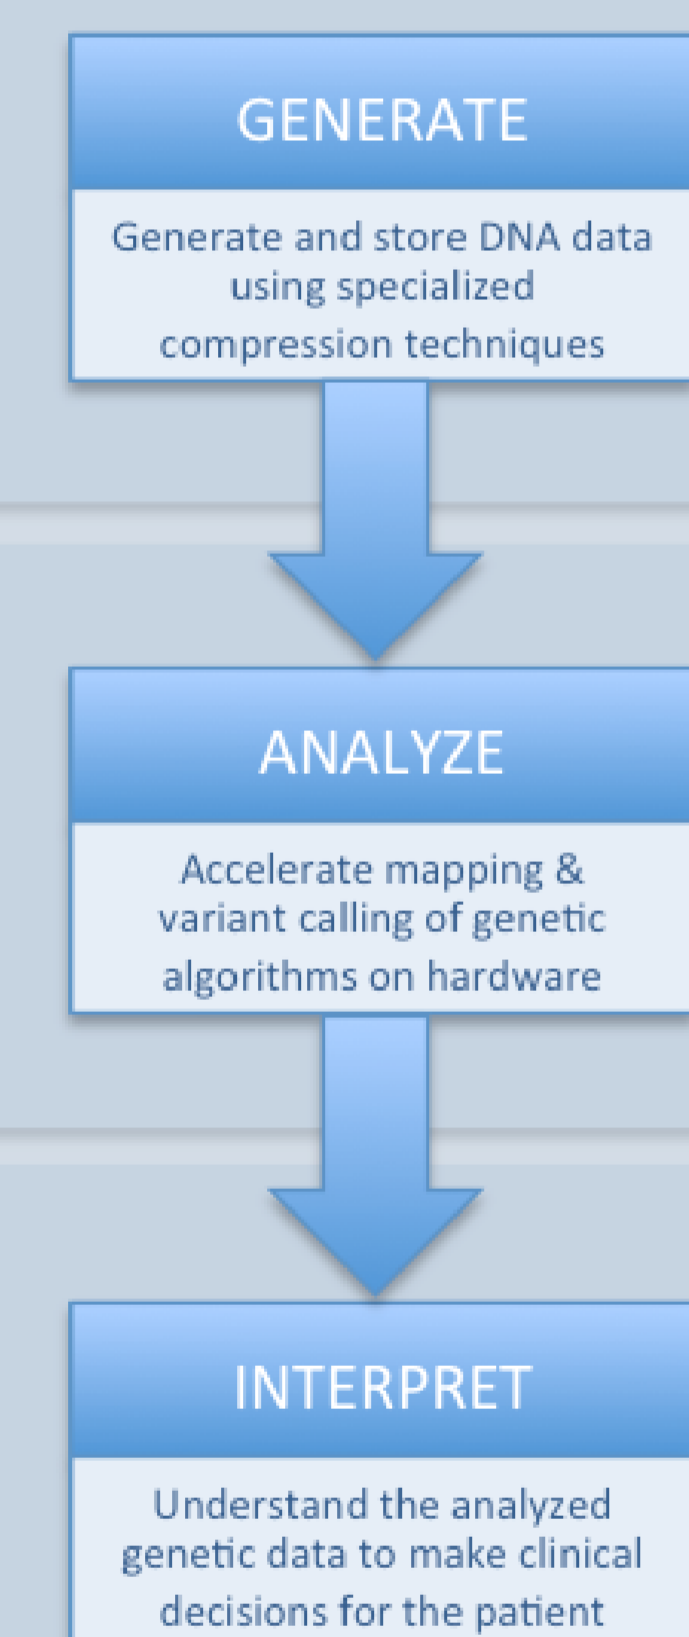 GENERATE
Generate and store DNA data
using specialized
compression techniques
ANALYZE
Accelerate mapping &
variant calling of genetic
algorithms on hardware
INTERPRET
Understand the analyzed
genetic data to make clinical
decisions for the patient